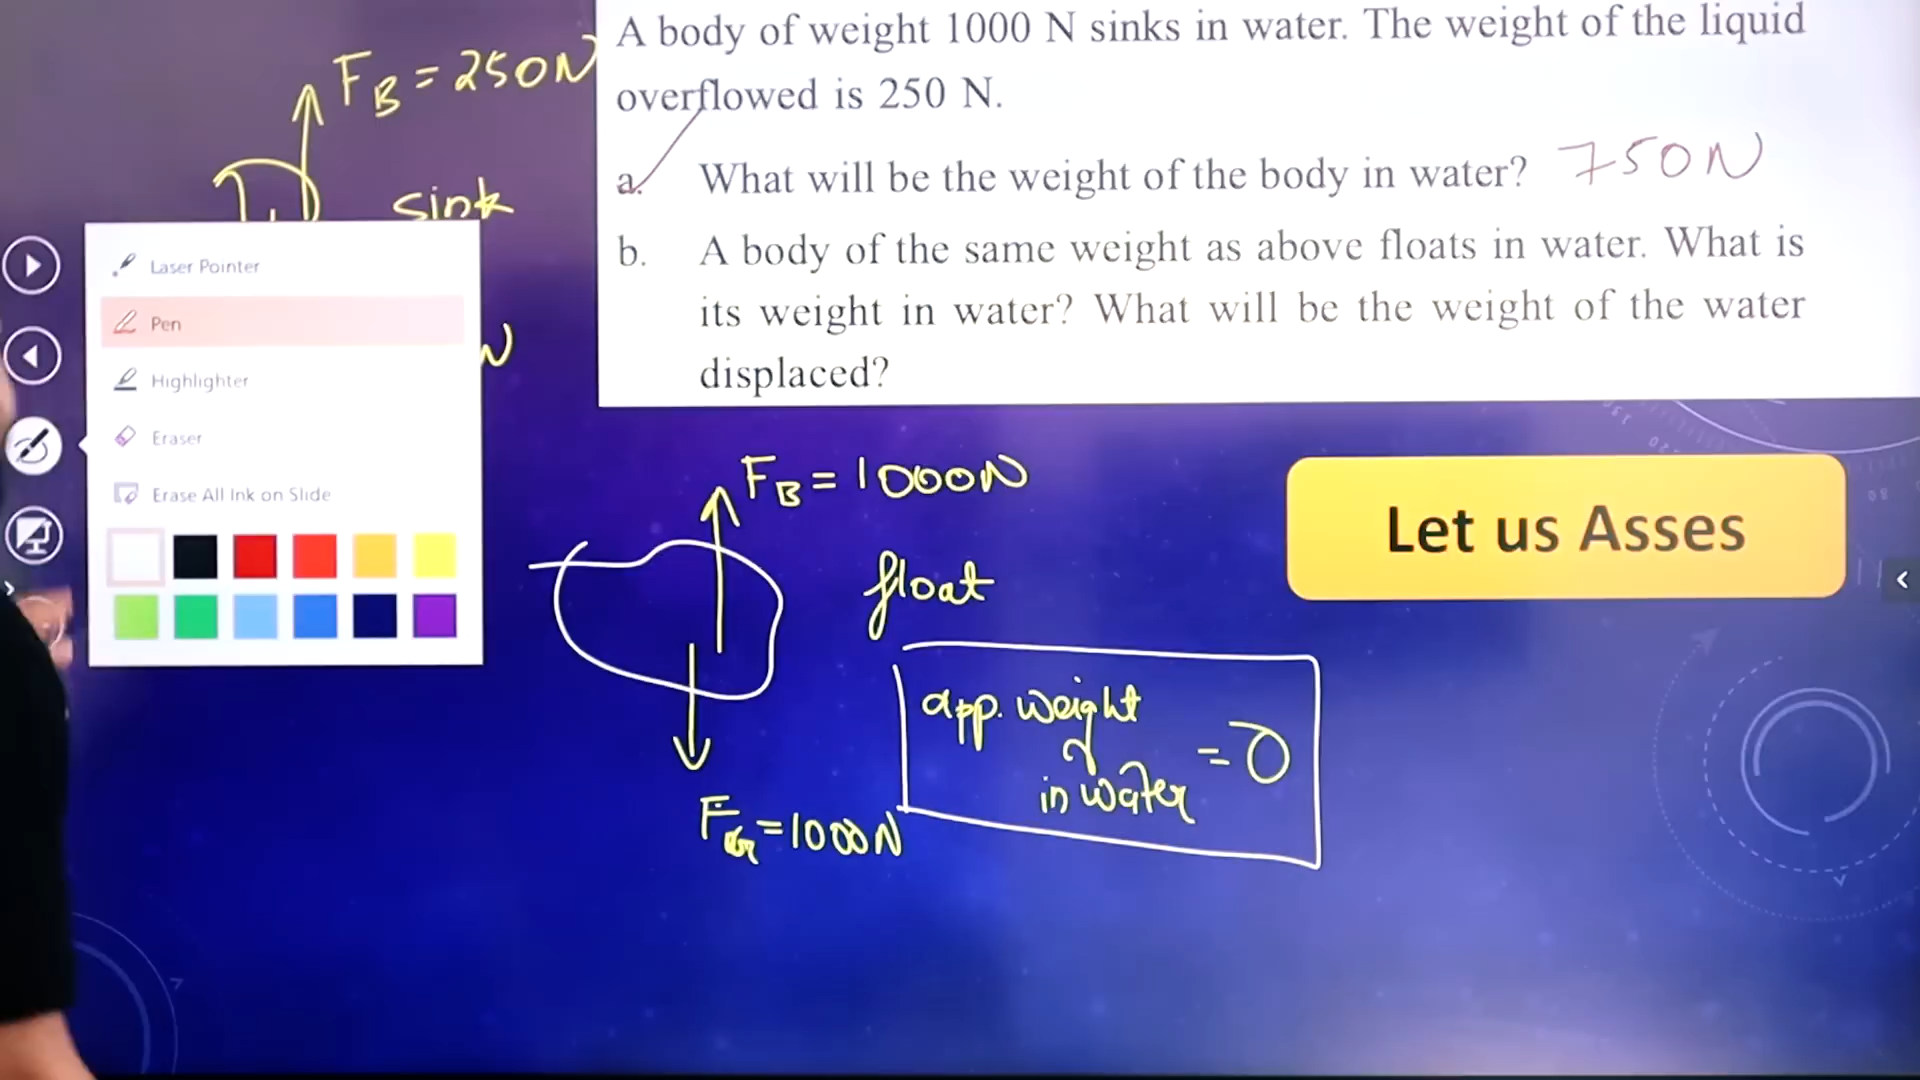 A body of weight 1000 N sinks in water. The weight of the liquid
overflowed is 250 N.
a. What will be the weight of the body in water? 750N
b. A body of the same weight as above floats in water. What is
its weight in water? What will be the weight of the water
displaced?
FB = 250N
sink
N
Laser Pointer
Pen
Highlighter
Eraser
Erase All Ink on Slide
FB = 1000N
float
Let us Asses
app. weight
in water = 0
FG = 1000N